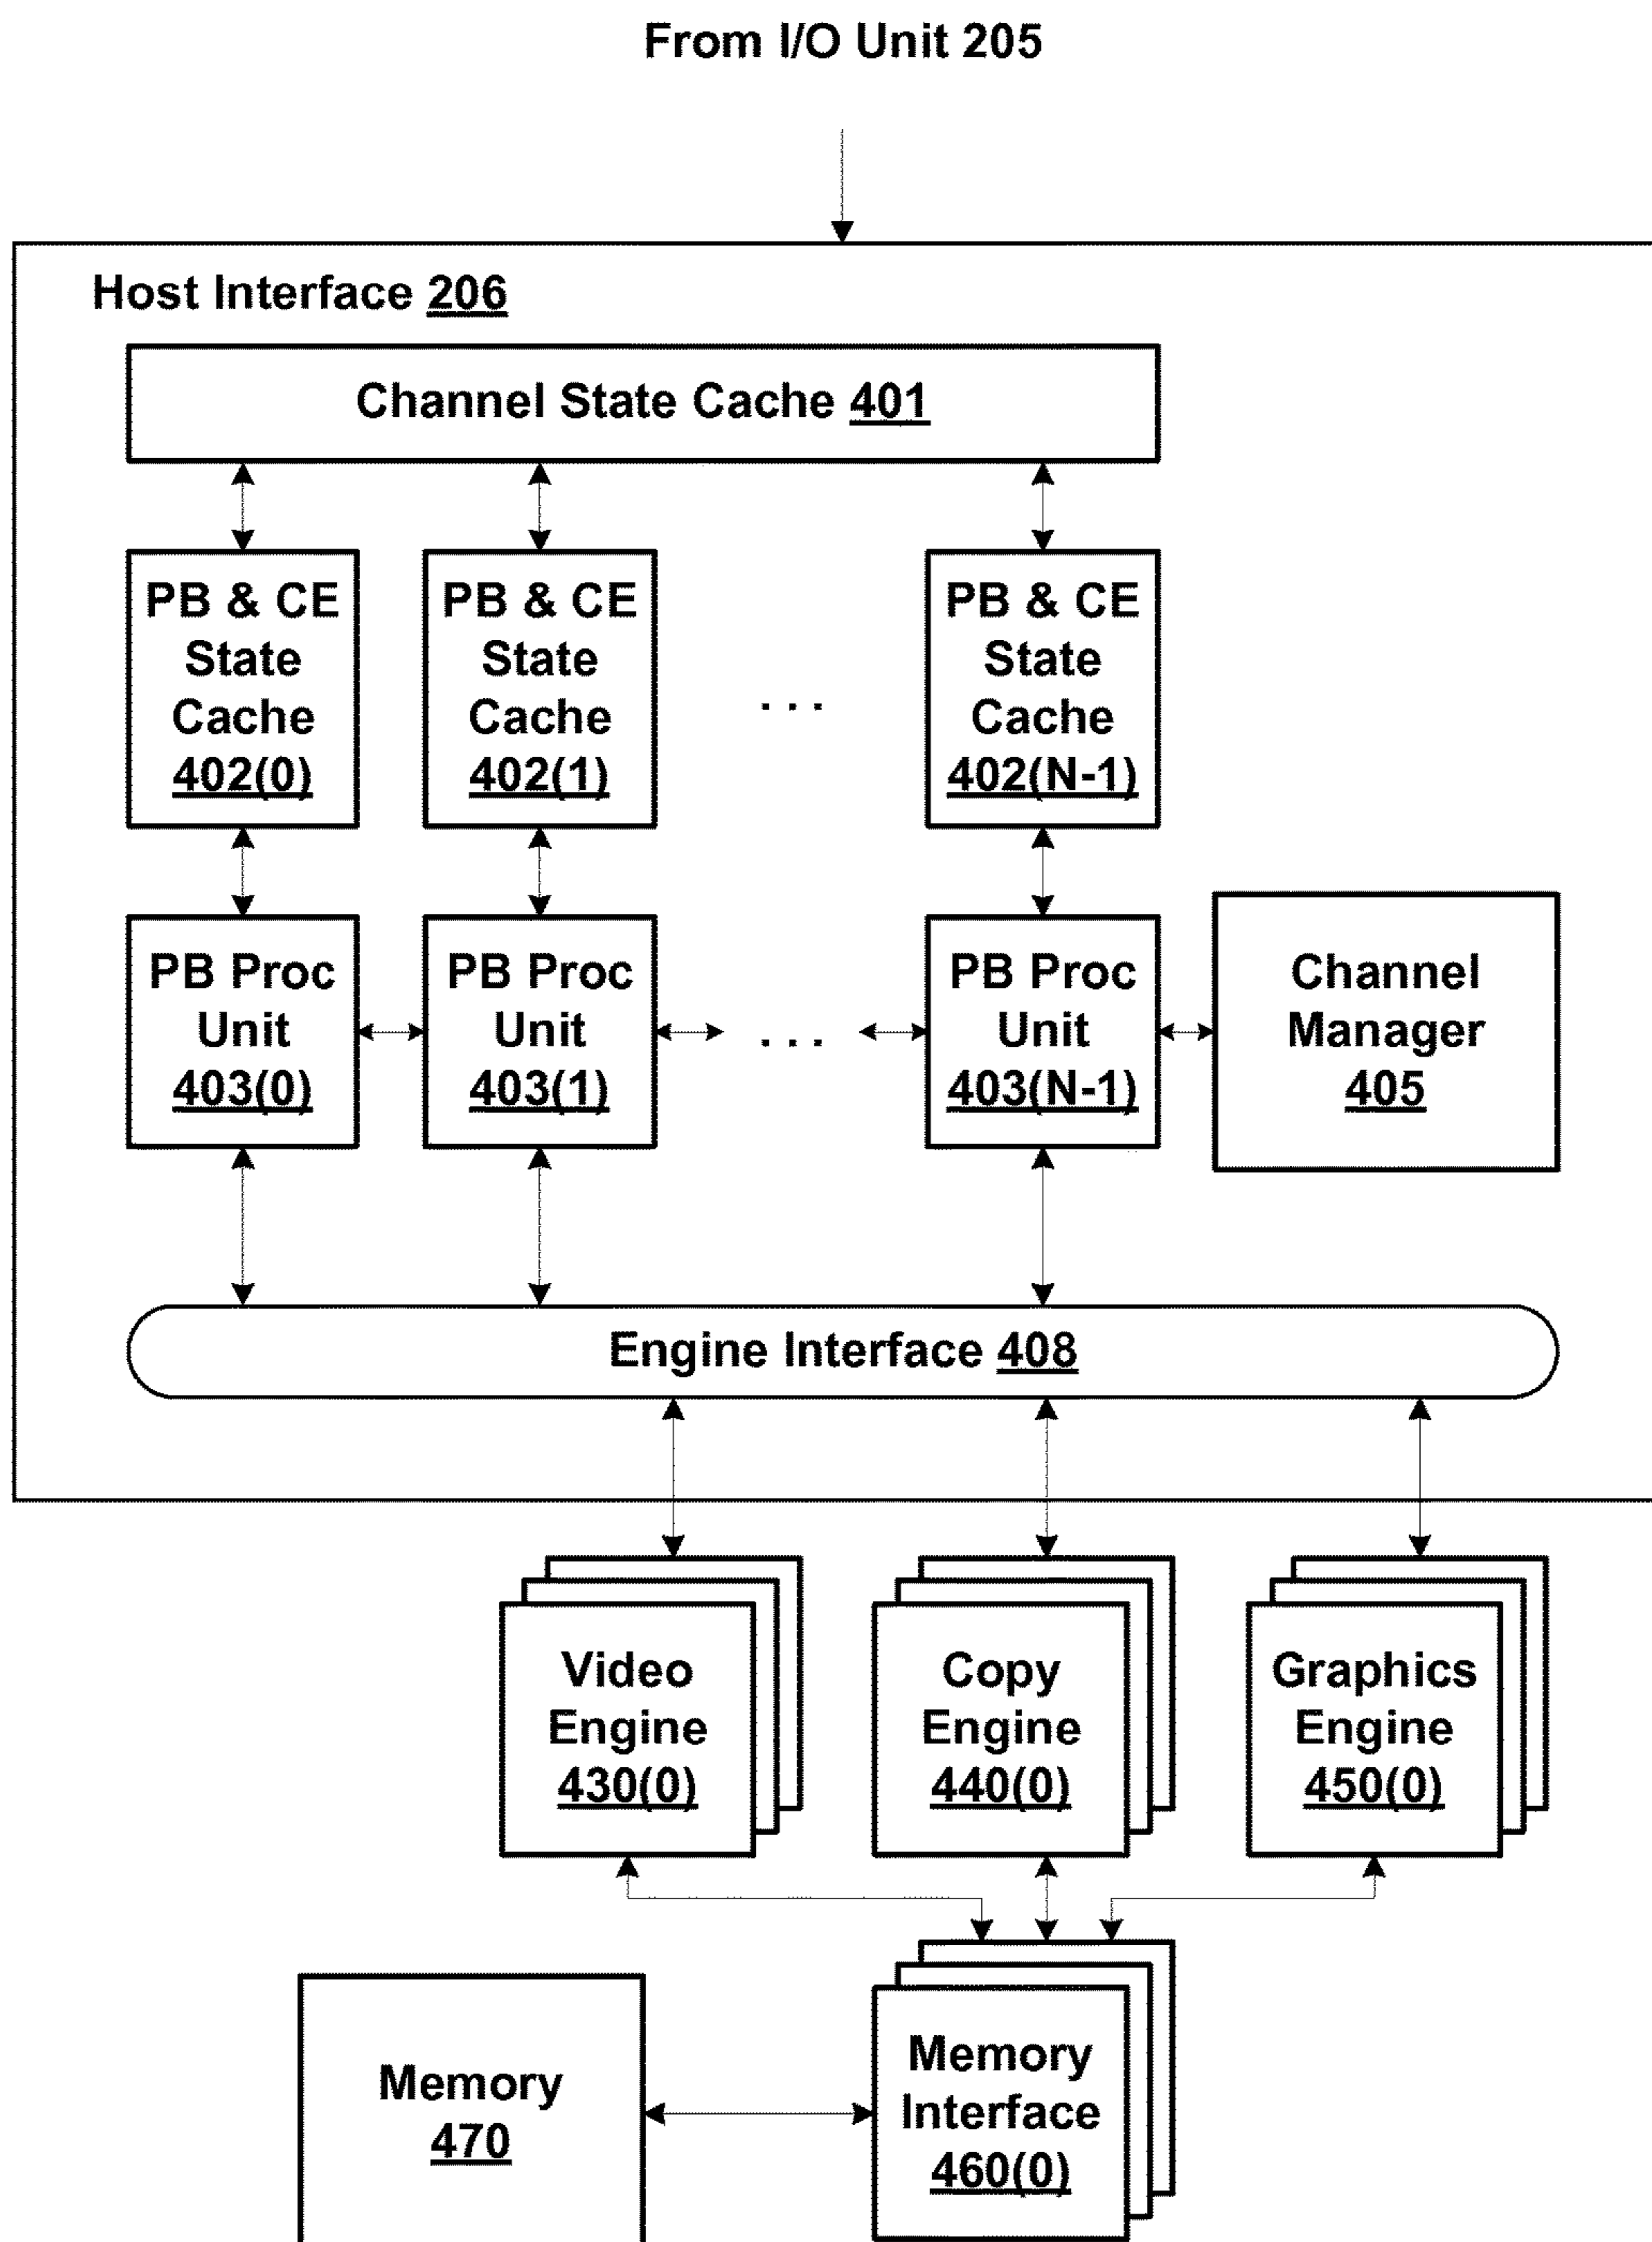 From I/O Unit 205
Host Interface 206
Channel State Cache 401
PB & CE
State
Cache
402(0)
PB & CE
State
Cache
402(1)
. . .
PB & CE
State
Cache
402(N-1)
PB Proc
Unit
403(0)
PB Proc
Unit
403(1)
. . .
PB Proc
Unit
403(N-1)
Channel
Manager
405
Engine Interface 408
Video
Engine
430(0)
Copy
Engine
440(0)
Graphics
Engine
450(0)
Memory
470
Memory
Interface
460(0)